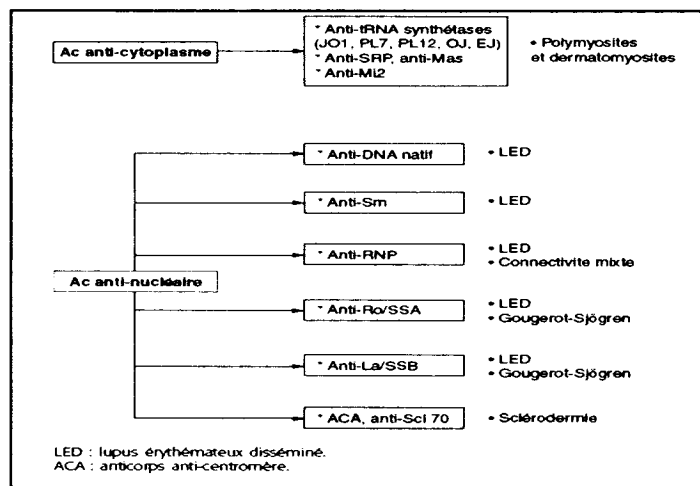 Ac anti-cytoplasme
* Anti-tRNA synthétases
(JO1, PL7, PL12, OJ, EJ)
* Anti-SRP, anti-Mas
* Anti-Mi2
• Polymyosites
et dermatomyosites
Ac anti-nucléaire
* Anti-DNA natif
• LED
* Anti-Sm
• LED
* Anti-RNP
• LED
• Connectivite mixte
* Anti-Ro/SSA
• LED
• Gougerot-Sjögren
* Anti-La/SSB
• LED
• Gougerot-Sjögren
* ACA, anti-Scl 70
• Sclérodermie
LED : lupus érythémateux disséminé.
ACA : anticorps anti-centromère.